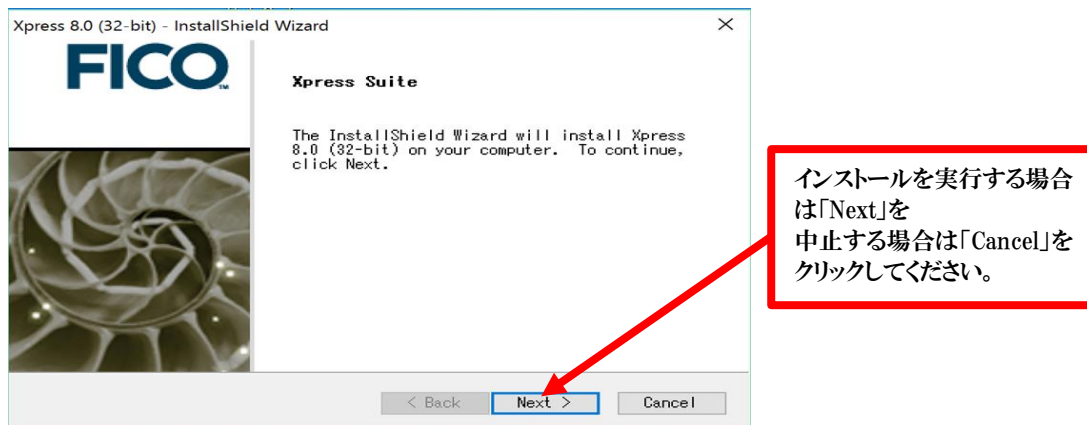 Xpress 8.0 (32-bit) - InstallShield Wizard
FICO™
Xpress Suite
The InstallShield Wizard will install Xpress
8.0 (32-bit) on your computer. To continue,
click Next.
インストールを実行する場合
は「Next」を
中止する場合は「Cancel」を
クリックしてください。
< Back
Next >
Cancel